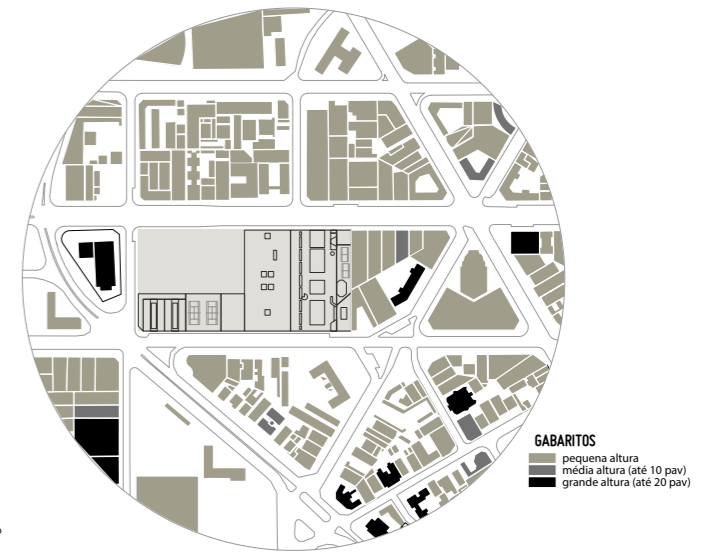 GABARITOS
pequena altura
média altura (até 10 pav)
grande altura (até 20 pav)